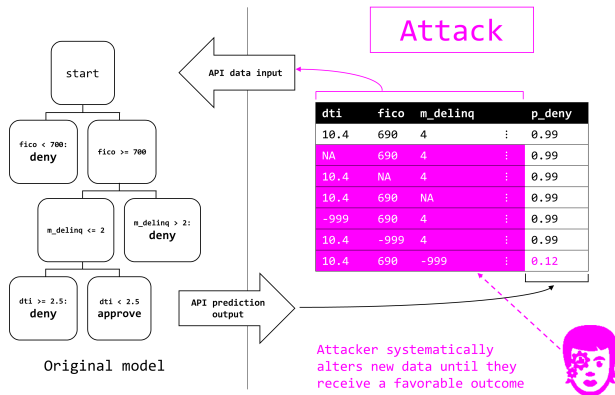 Attack
start
API data input
dti fico m_delinq p_deny
10.4 690 4 ⋮ 0.99
NA 690 4 ⋮ 0.99
10.4 NA 4 ⋮ 0.99
10.4 690 NA ⋮ 0.99
-999 690 4 ⋮ 0.99
10.4 -999 4 ⋮ 0.99
10.4 690 -999 ⋮ 0.12
fico < 700:
deny
fico >= 700
m_delinq <= 2
m_delinq > 2:
deny
dti >= 2.5:
deny
dti < 2.5
approve
API prediction
output
Original model
Attacker systematically
alters new data until they
receive a favorable outcome